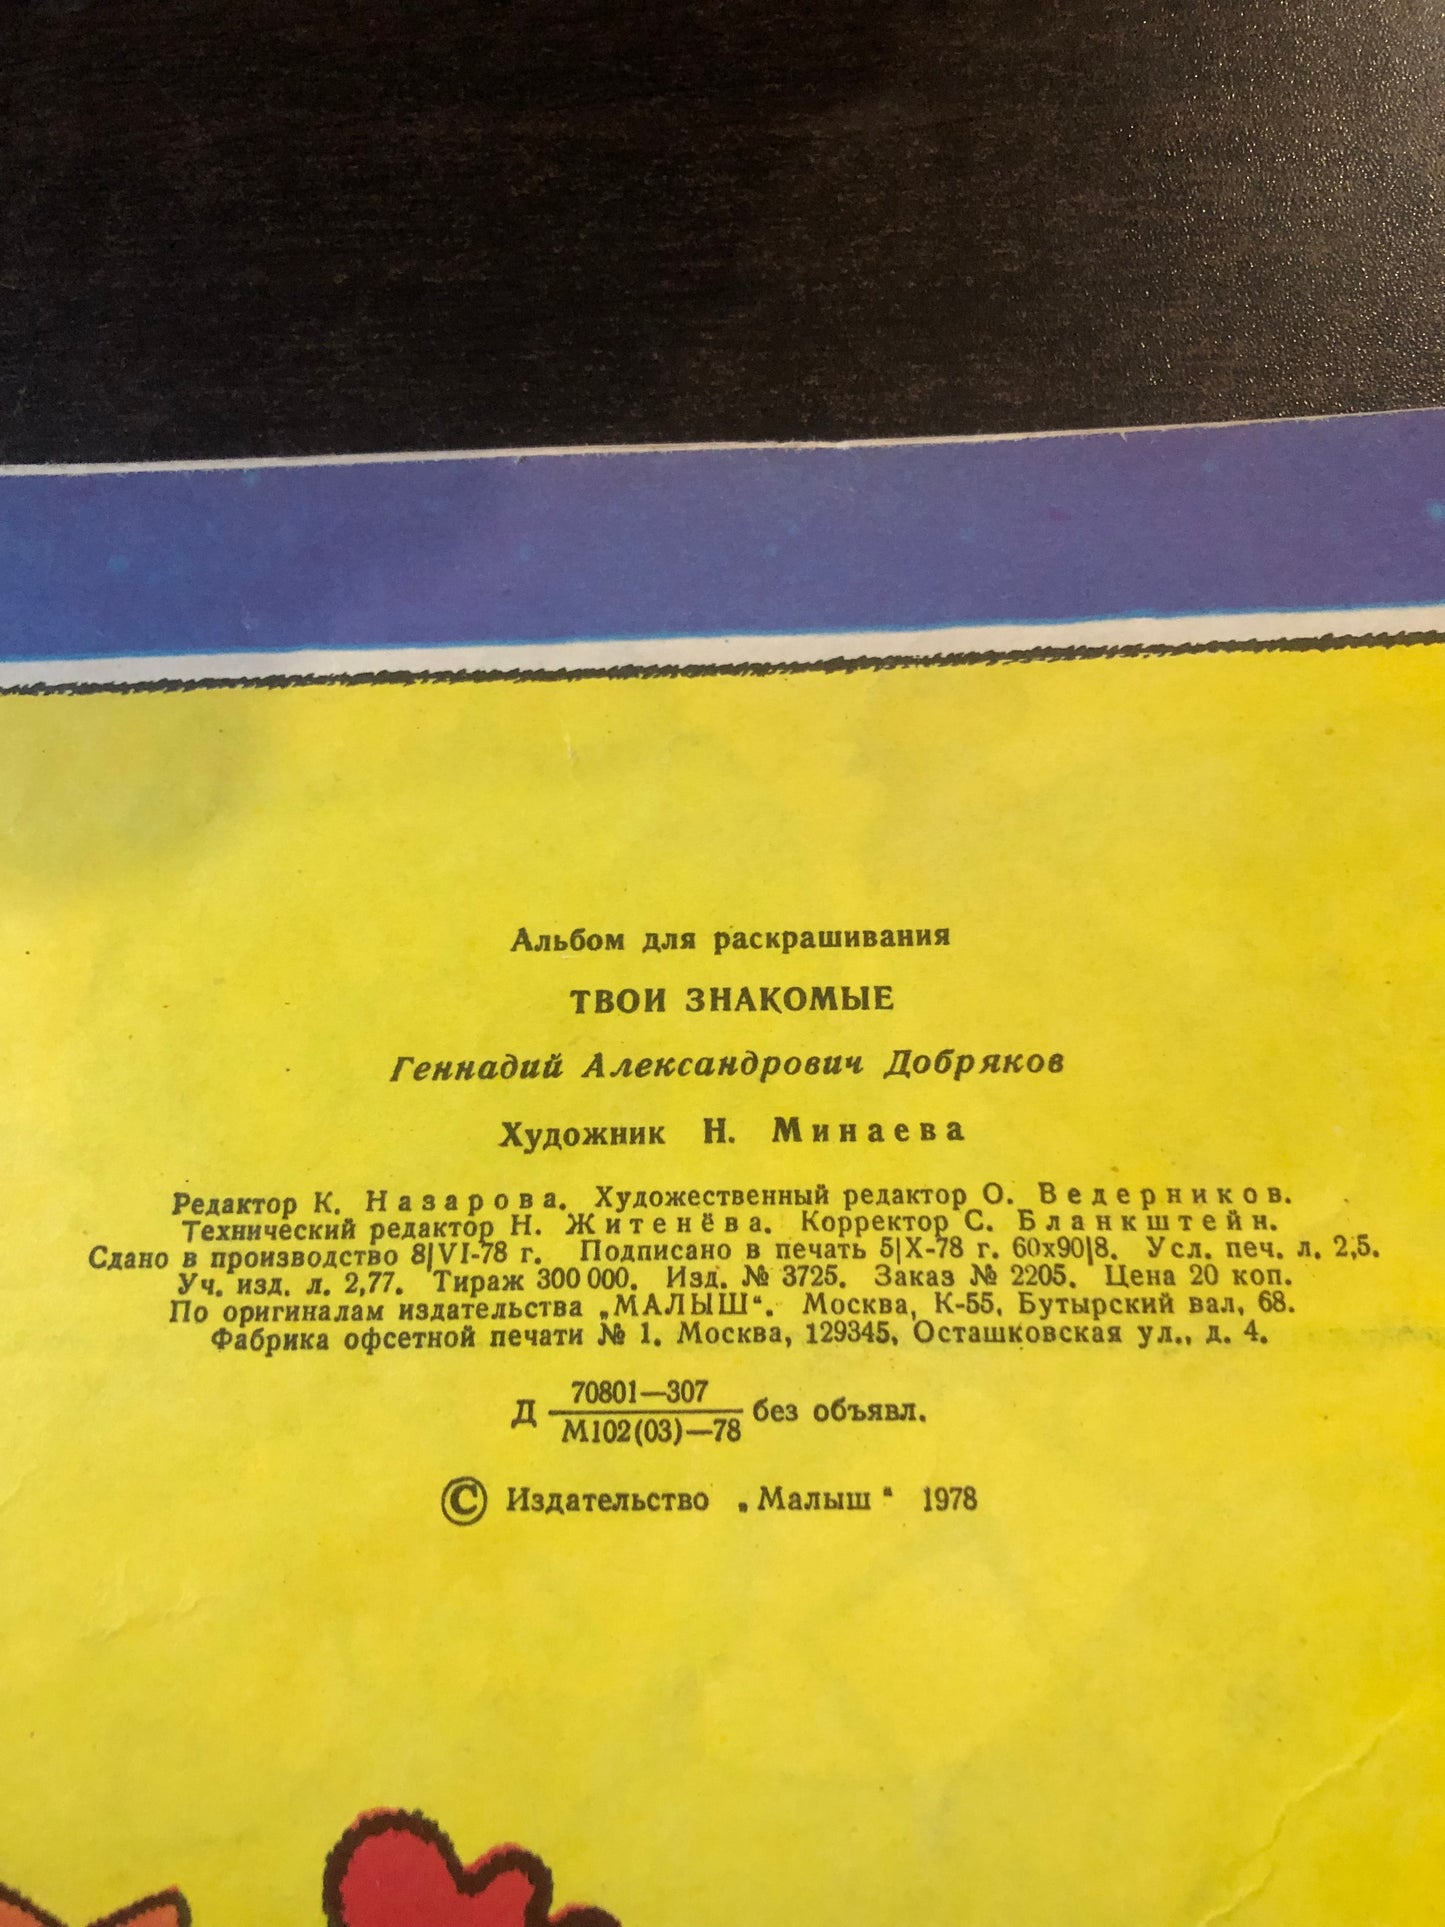 Альбом для раскрашивания
ТВОИ ЗНАКОМЫЕ
Геннадий Александрович Добряков
Художник Н. Минаева
Редактор К. Назарова. Художественный редактор О. Ведерников.
Технический редактор Н. Житенёва. Корректор С. Бланкштейн.
Сдано в производство 8|VI-78 г. Подписано в печать 5|X-78 г. 60х90|8. Усл. печ. л. 2,5.
Уч. изд. л. 2,77. Тираж 300 000. Изд. № 3725. Заказ № 2205. Цена 20 коп.
По оригиналам издательства „МАЛЫШ“. Москва, К-55, Бутырский вал, 68.
Фабрика офсетной печати № 1. Москва, 129345, Осташковская ул., д. 4.
Д 70801—307 без объявл.
М102(03)—78
© Издательство „Малыш“ 1978